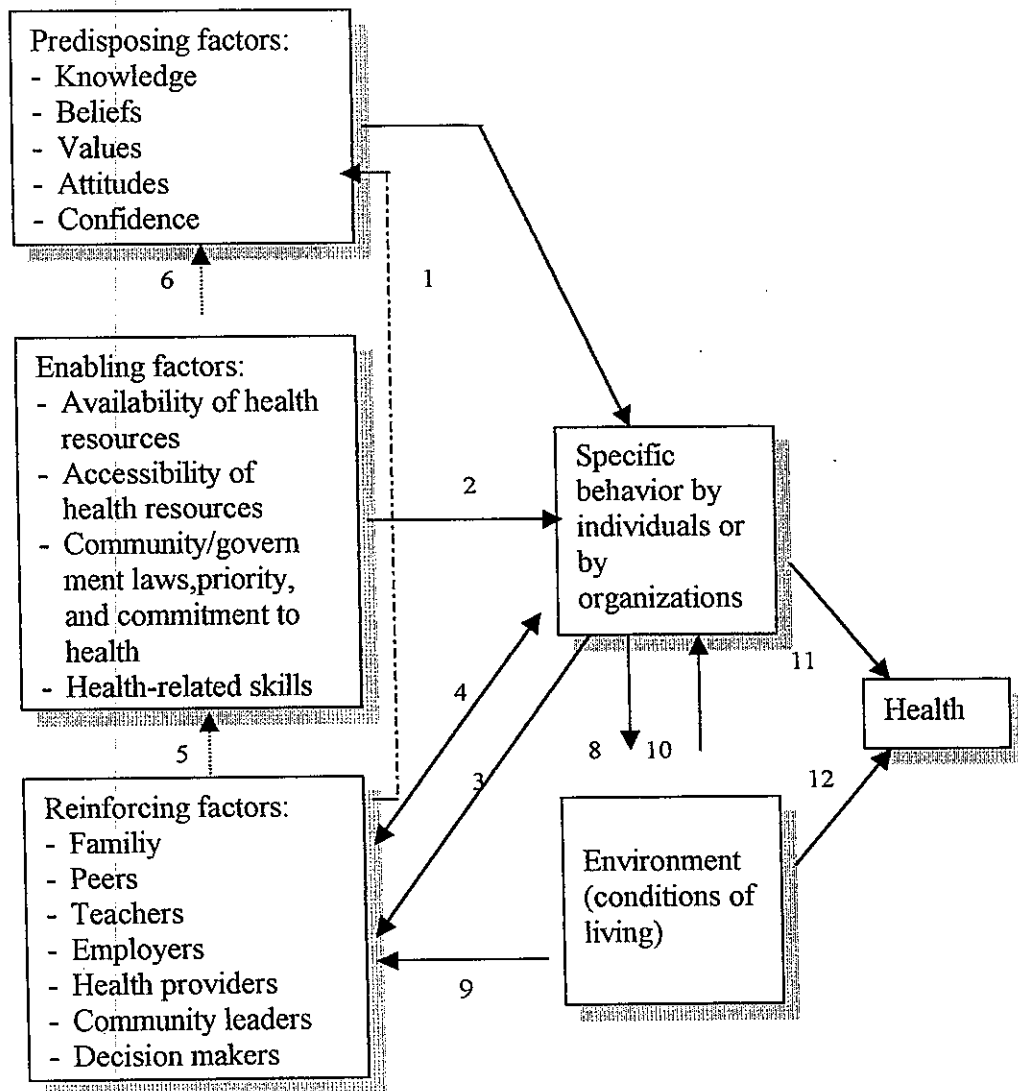 Predisposing factors:
- Knowledge
- Beliefs
- Values
- Attitudes
- Confidence
6
1
Enabling factors:
- Availability of health
resources
- Accessibility of
health resources
- Community/govern
ment laws,priority,
and commitment to
health
- Health-related skills
2
Specific
behavior by
individuals or
by
organizations
11
Health
4
5
3
8
10
12
Reinforcing factors:
- Familiy
- Peers
- Teachers
- Employers
- Health providers
- Community leaders
- Decision makers
Environment
(conditions of
living)
9